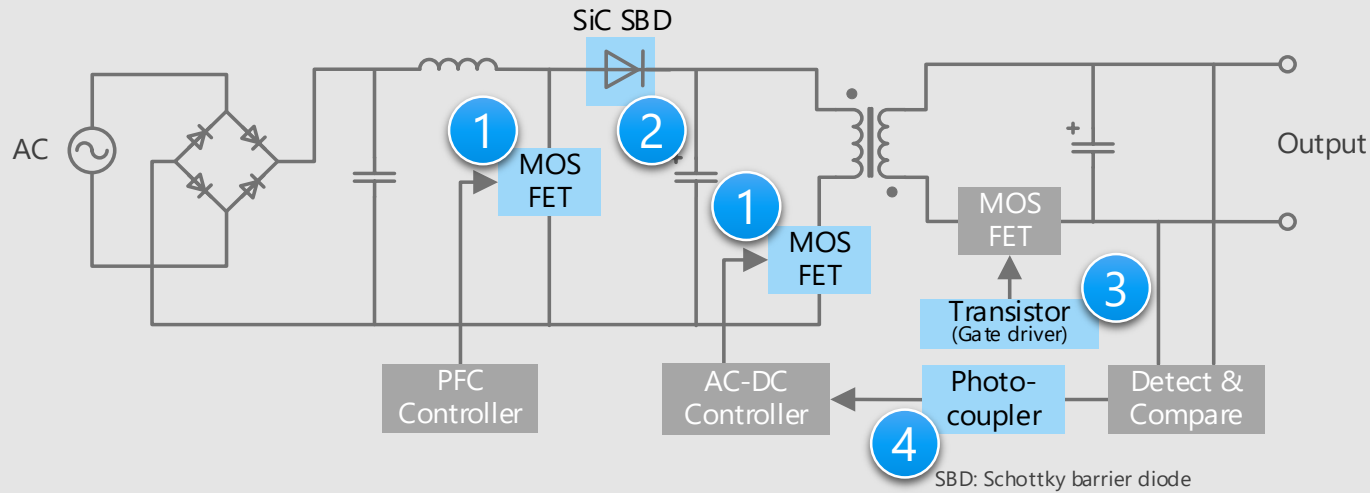 SiC SBD
AC
1
2
MOS
FET
1
MOS
FET
+
+
Output
MOS
FET
3
Transistor
(Gate driver)
PFC
Controller
AC-DC
Controller
Photo-
coupler
Detect &
Compare
4
SBD: Schottky barrier diode